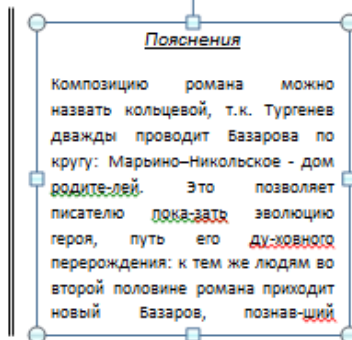 Пояснения
Композицию романа можно
назвать кольцевой, т.к. Тургенев
дважды проводит Базарова по
кругу: Марьино–Никольское - дом
родите-лей. Это позволяет
писателю пока-зать эволюцию
героя, путь его ду-ховного
перерождения: к тем же людям во
второй половине романа приходит
новый Базаров, познав-ший